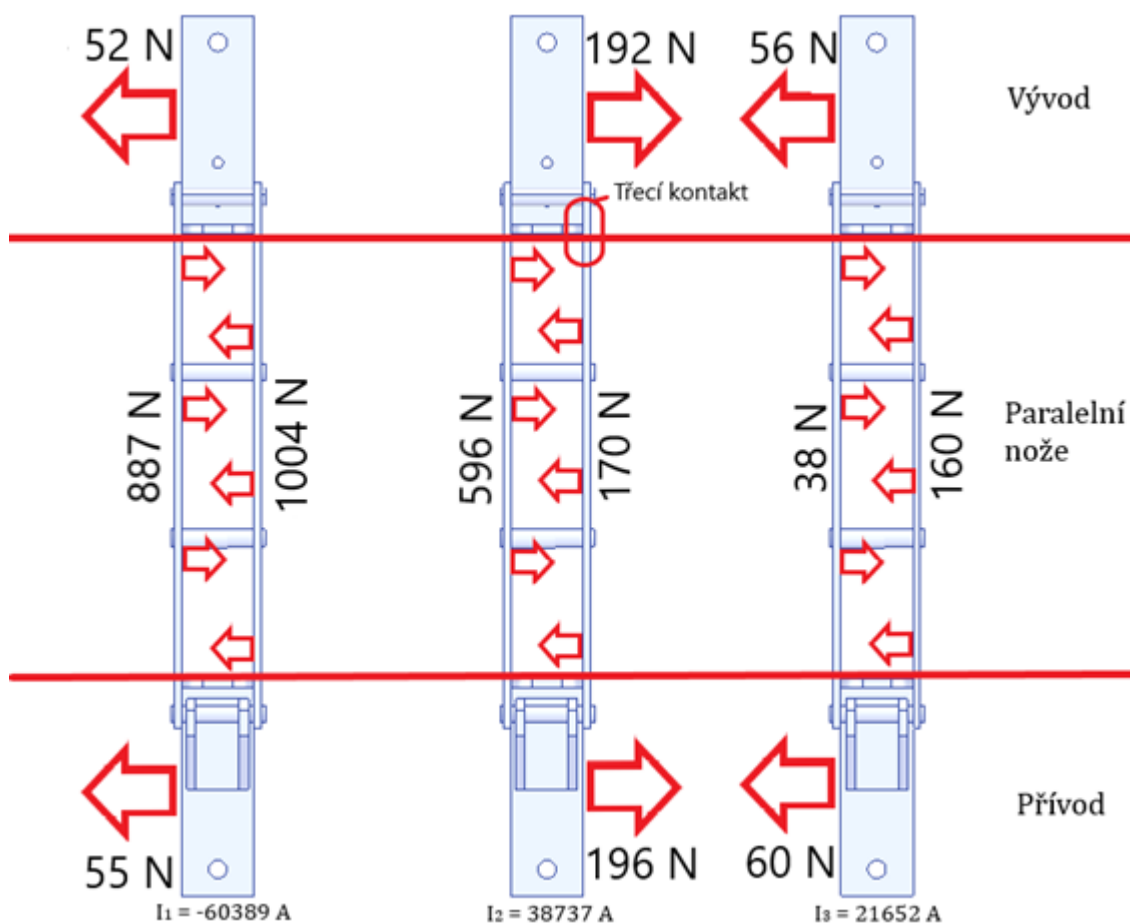 52 N
192 N
56 N
Vývod
Třecí kontakt
887 N
1004 N
596 N
170 N
38 N
160 N
Paralelní
nože
Přívod
55 N
196 N
60 N
I₁ = -60389 A
I₂ = 38737 A
I₃ = 21652 A